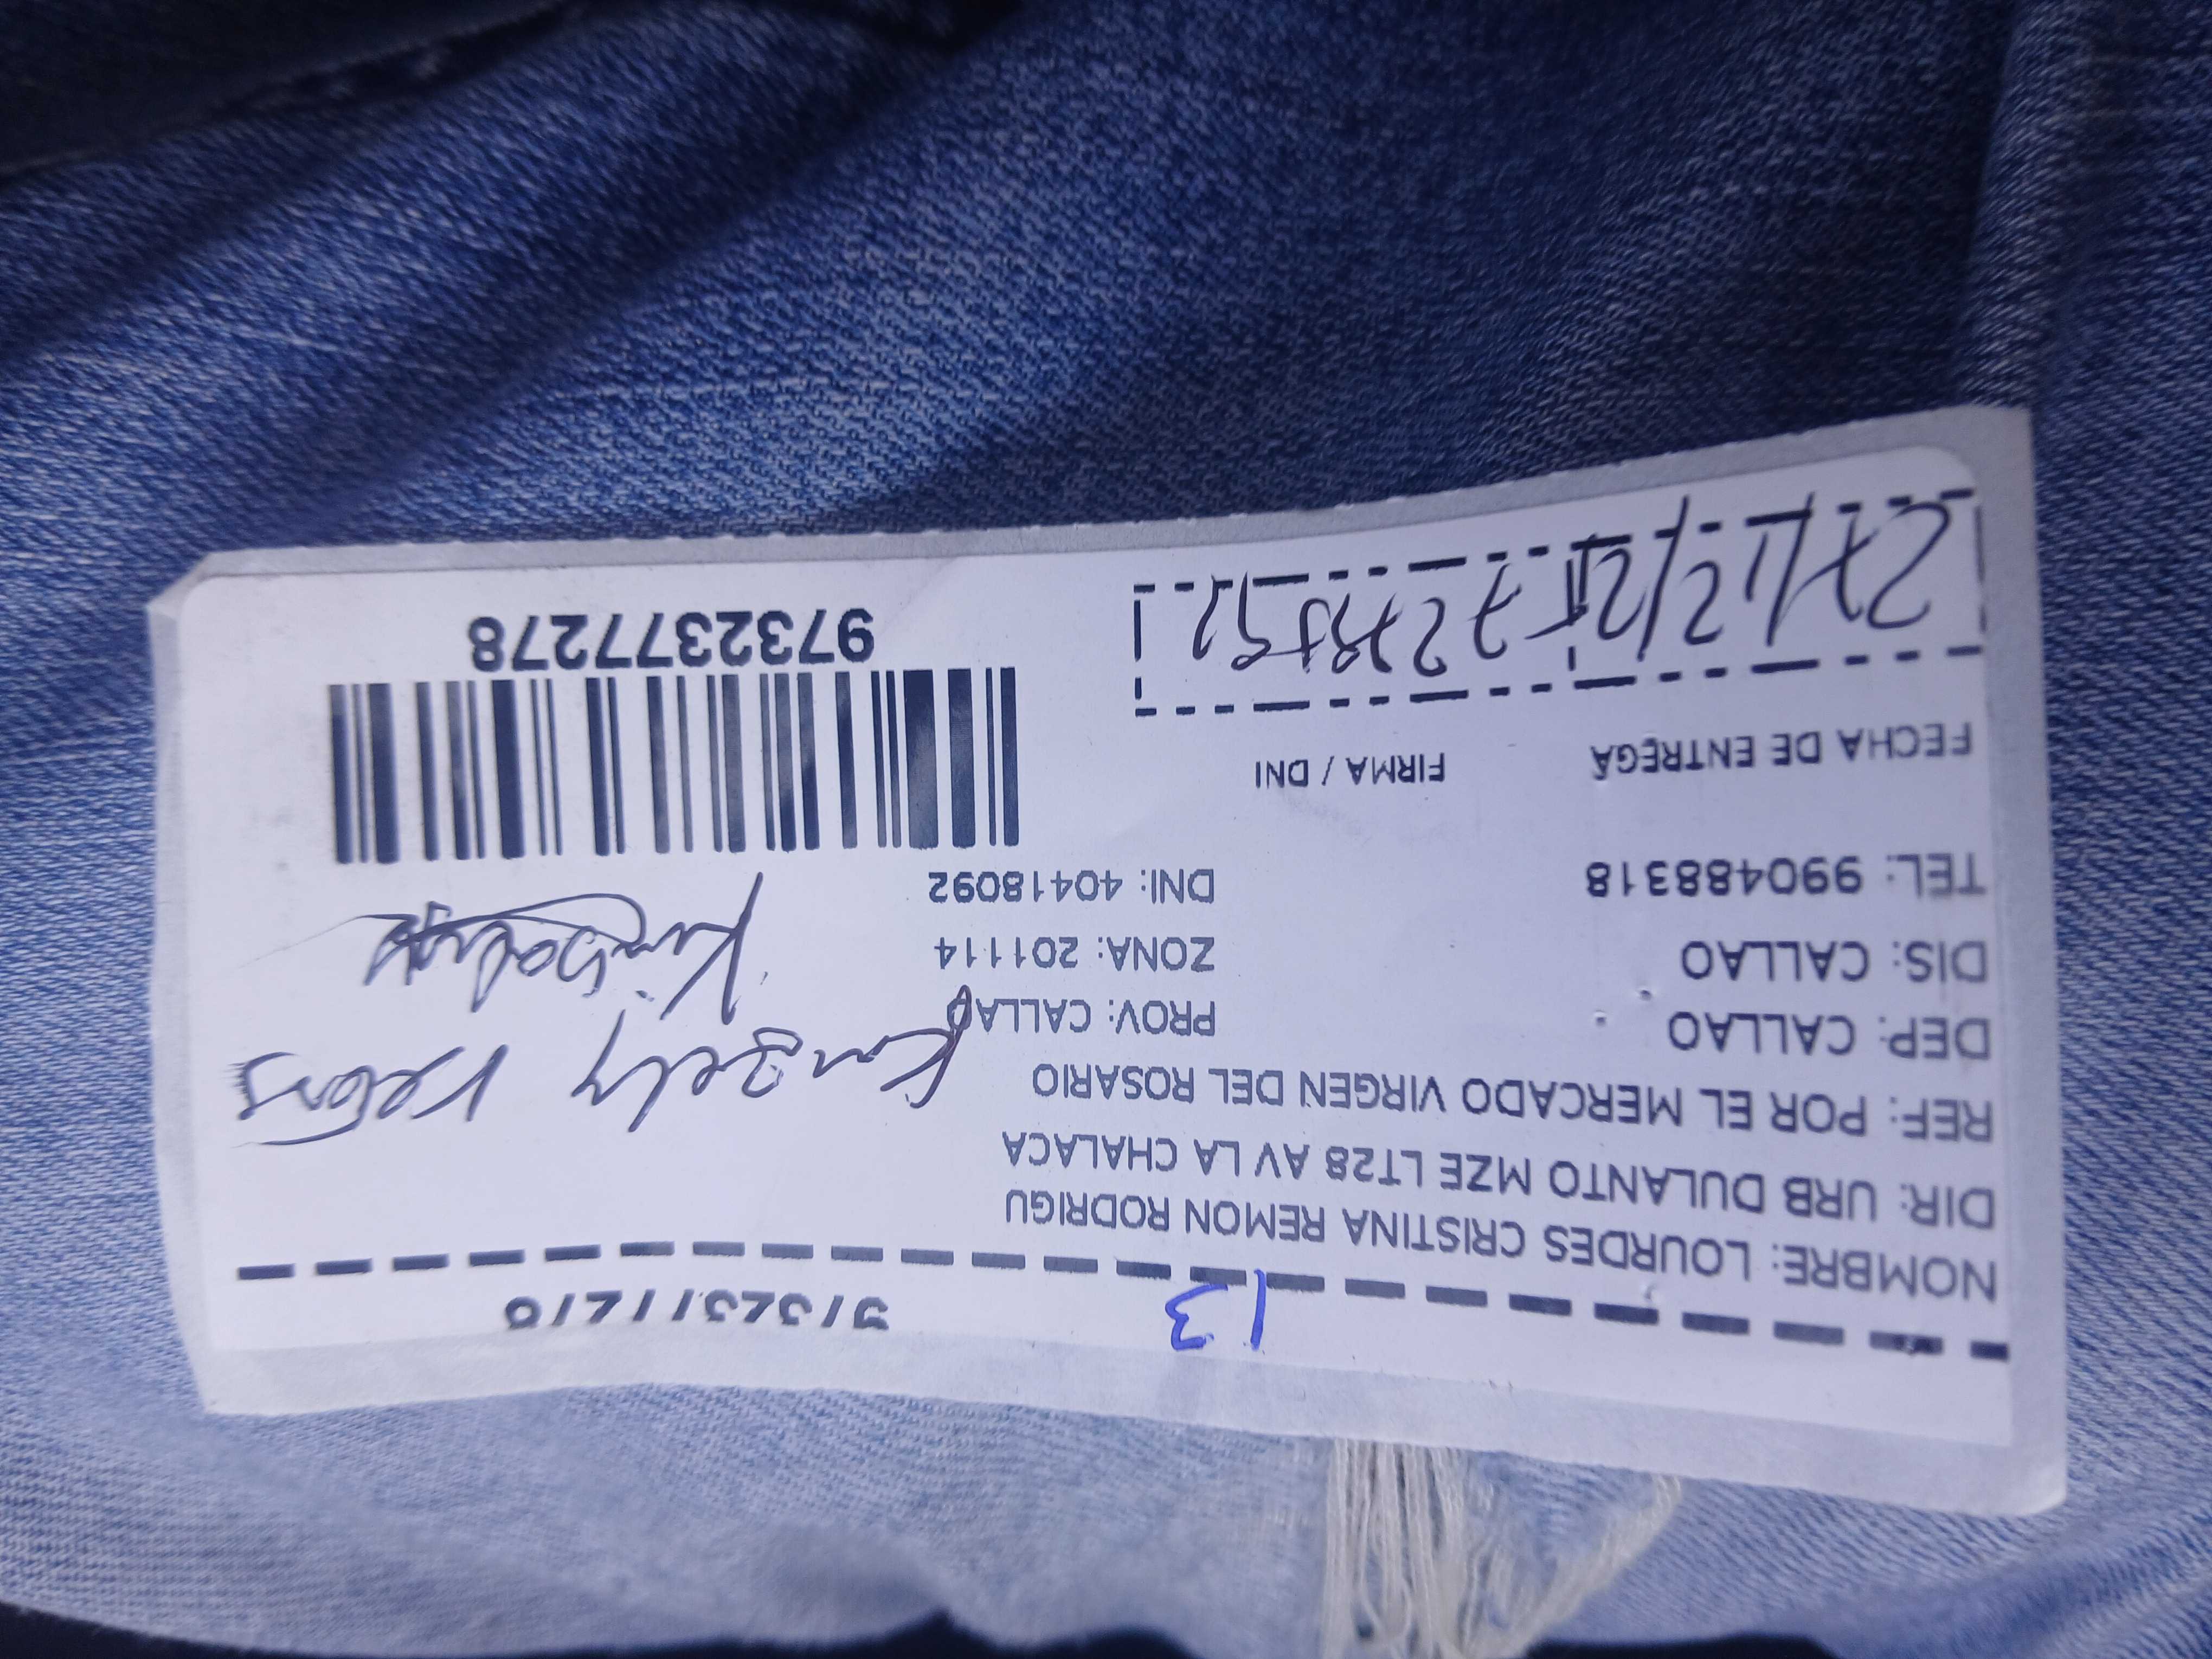 13
NOMBRE: LOURDES CRISTINA REMON RODRIGU
DIR: URB DULANTO MZE LT28 AV LA CHALACA
REF: POR EL MERCADO VIRGEN DEL ROSARIO
DEP: CALLAO PROV: CALLAO
DIS: CALLAO ZONA: 201114
TEL: 990488318 DNI: 40418092
FECHA DE ENTREGA FIRMA / DNI
9732377278